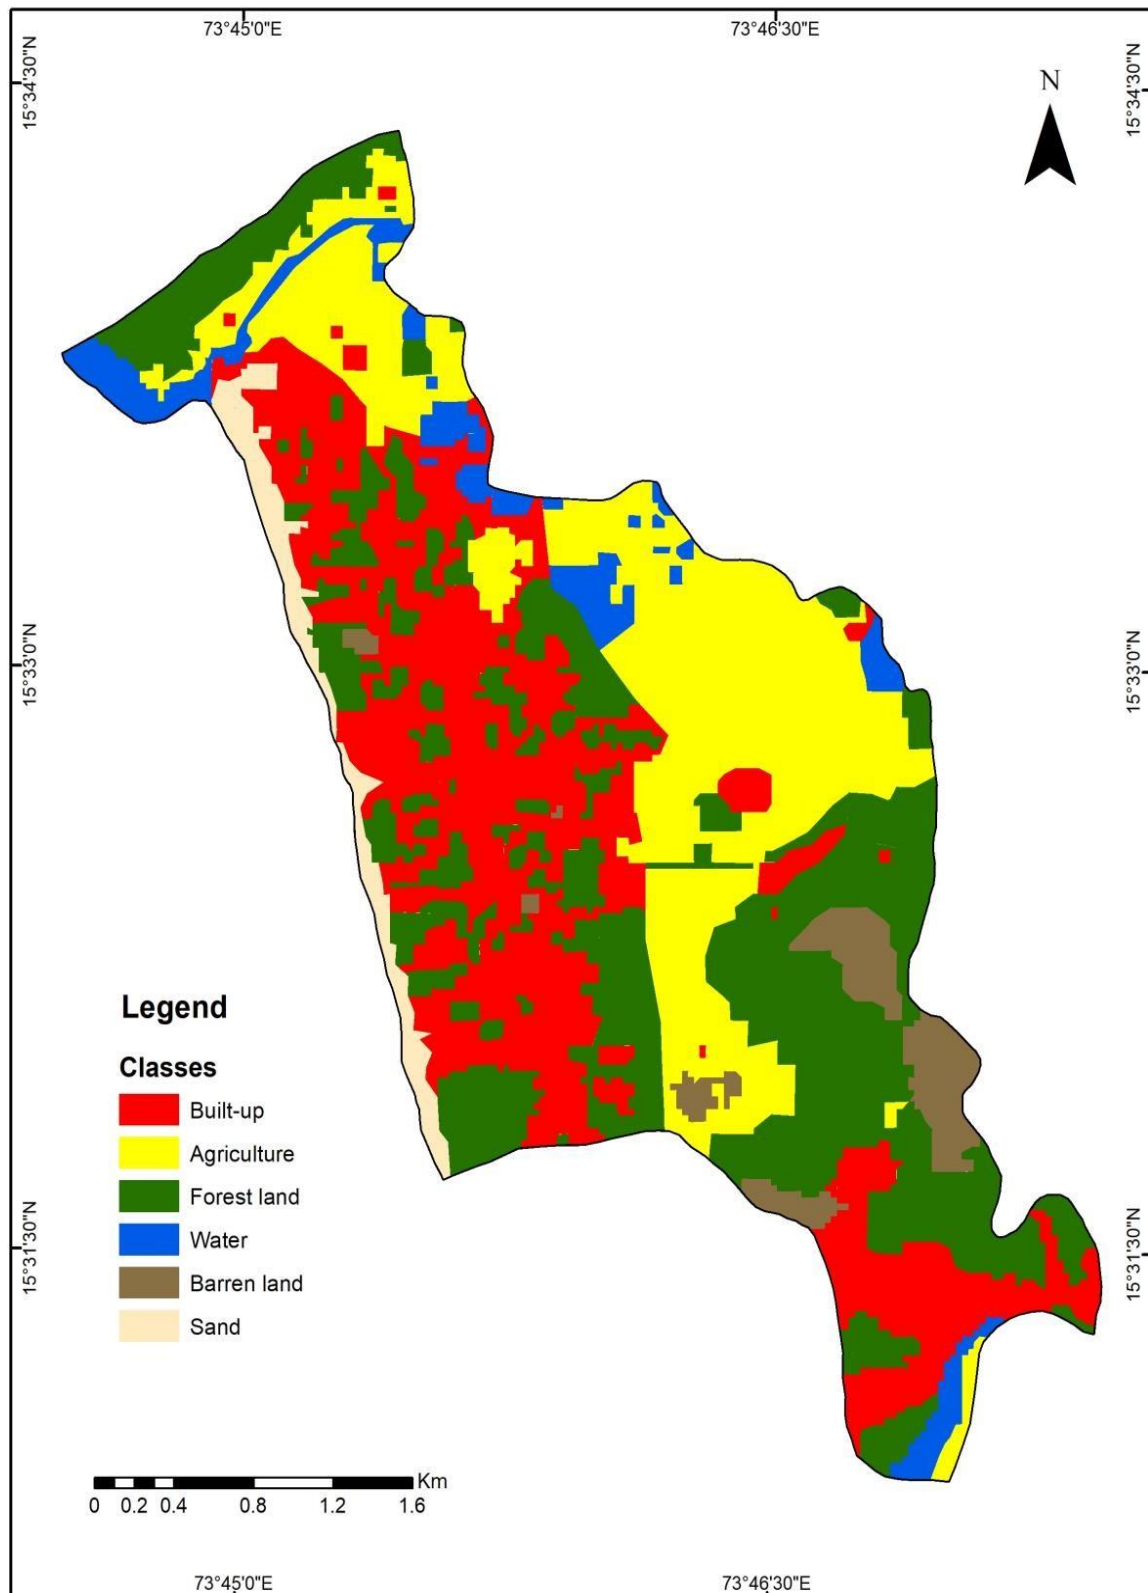 73°45'0"E
73°46'30"E
15°34'30"N
15°34'30"N
N
15°33'0"N
15°33'0"N
Legend
Classes
Built-up
Agriculture
Forest land
Water
Barren land
Sand
15°31'30"N
15°31'30"N
Km
0 0.2 0.4 0.8 1.2 1.6
73°45'0"E
73°46'30"E